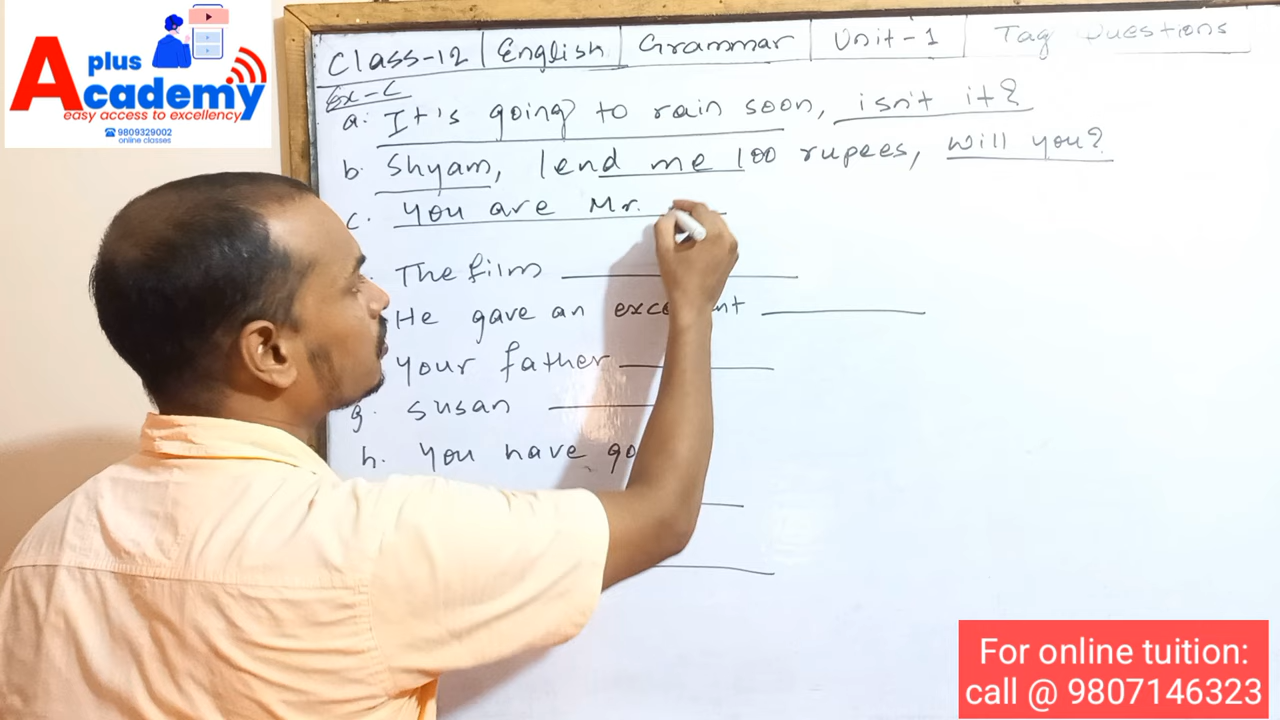 A plus Academy
easy access to excellency
9809329002
online classes
Class-12 | English | Grammar | Unit-1 | Tag Questions
Ex-C
a. It's going to rain soon, isn't it?
b. Shyam, lend me 100 rupees, will you?
c. You are Mr.
The film
He gave an
Your father
g. Susan
h. You have go
For online tuition:
call @ 9807146323